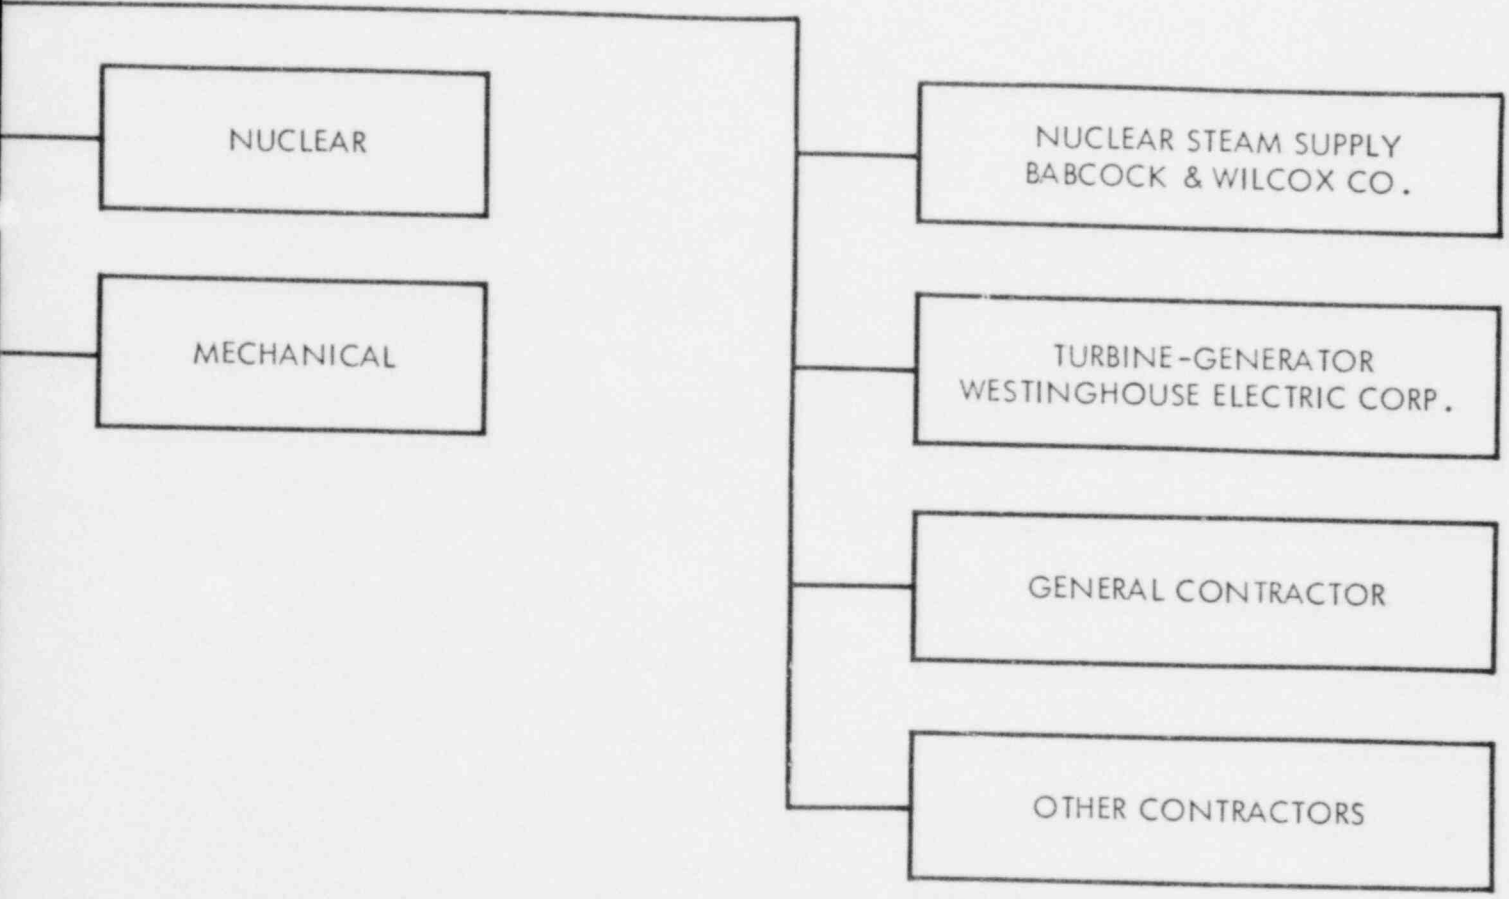 NUCLEAR
MECHANICAL
NUCLEAR STEAM SUPPLY
BABCOCK & WILCOX CO.
TURBINE-GENERATOR
WESTINGHOUSE ELECTRIC CORP.
GENERAL CONTRACTOR
OTHER CONTRACTORS